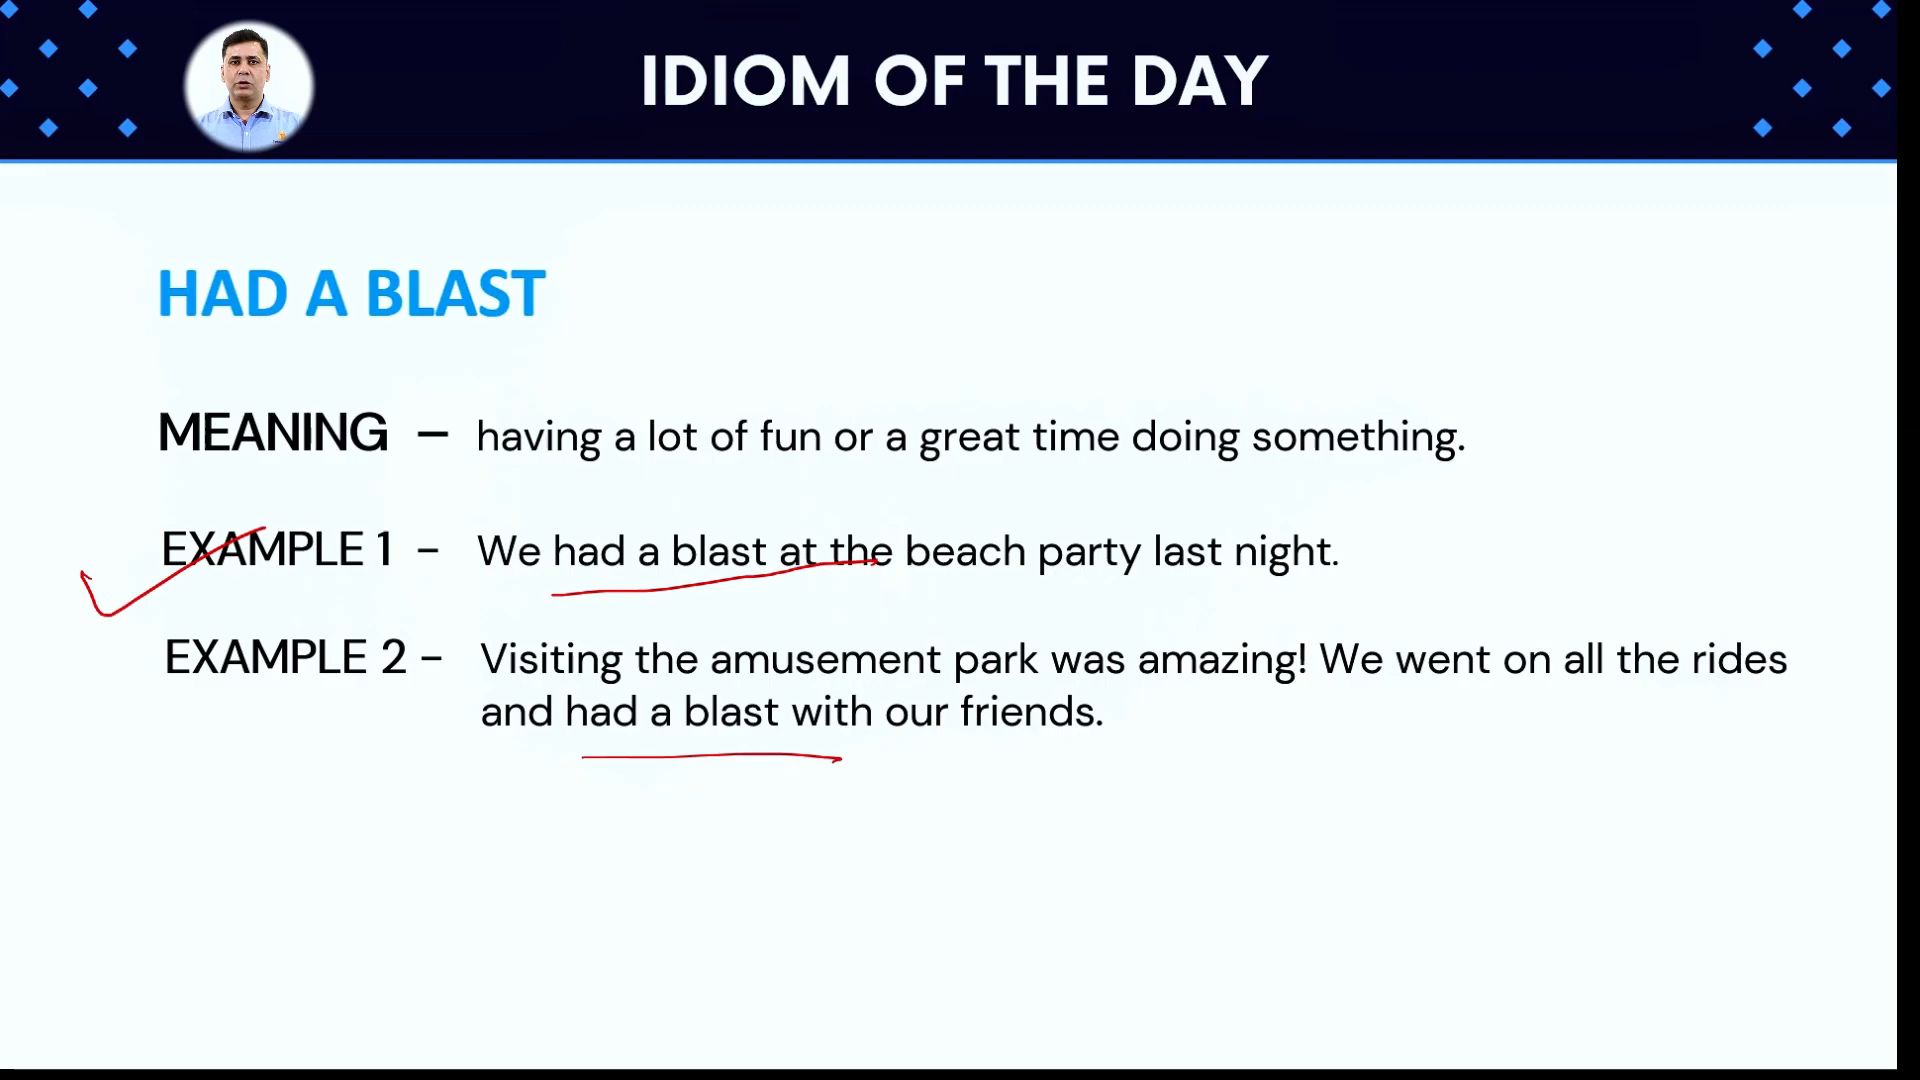 IDIOM OF THE DAY
HAD A BLAST
MEANING – having a lot of fun or a great time doing something.
EXAMPLE 1 - We had a blast at the beach party last night.
EXAMPLE 2 - Visiting the amusement park was amazing! We went on all the rides
and had a blast with our friends.